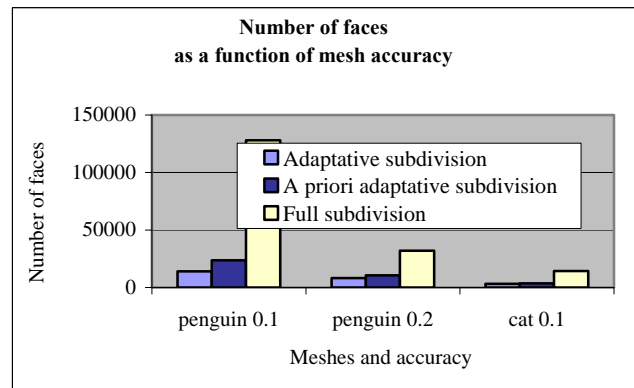 Number of faces
as a function of mesh accuracy
150000
100000
50000
0
Number of faces
Adaptative subdivision
A priori adaptative subdivision
Full subdivision
penguin 0.1
penguin 0.2
cat 0.1
Meshes and accuracy